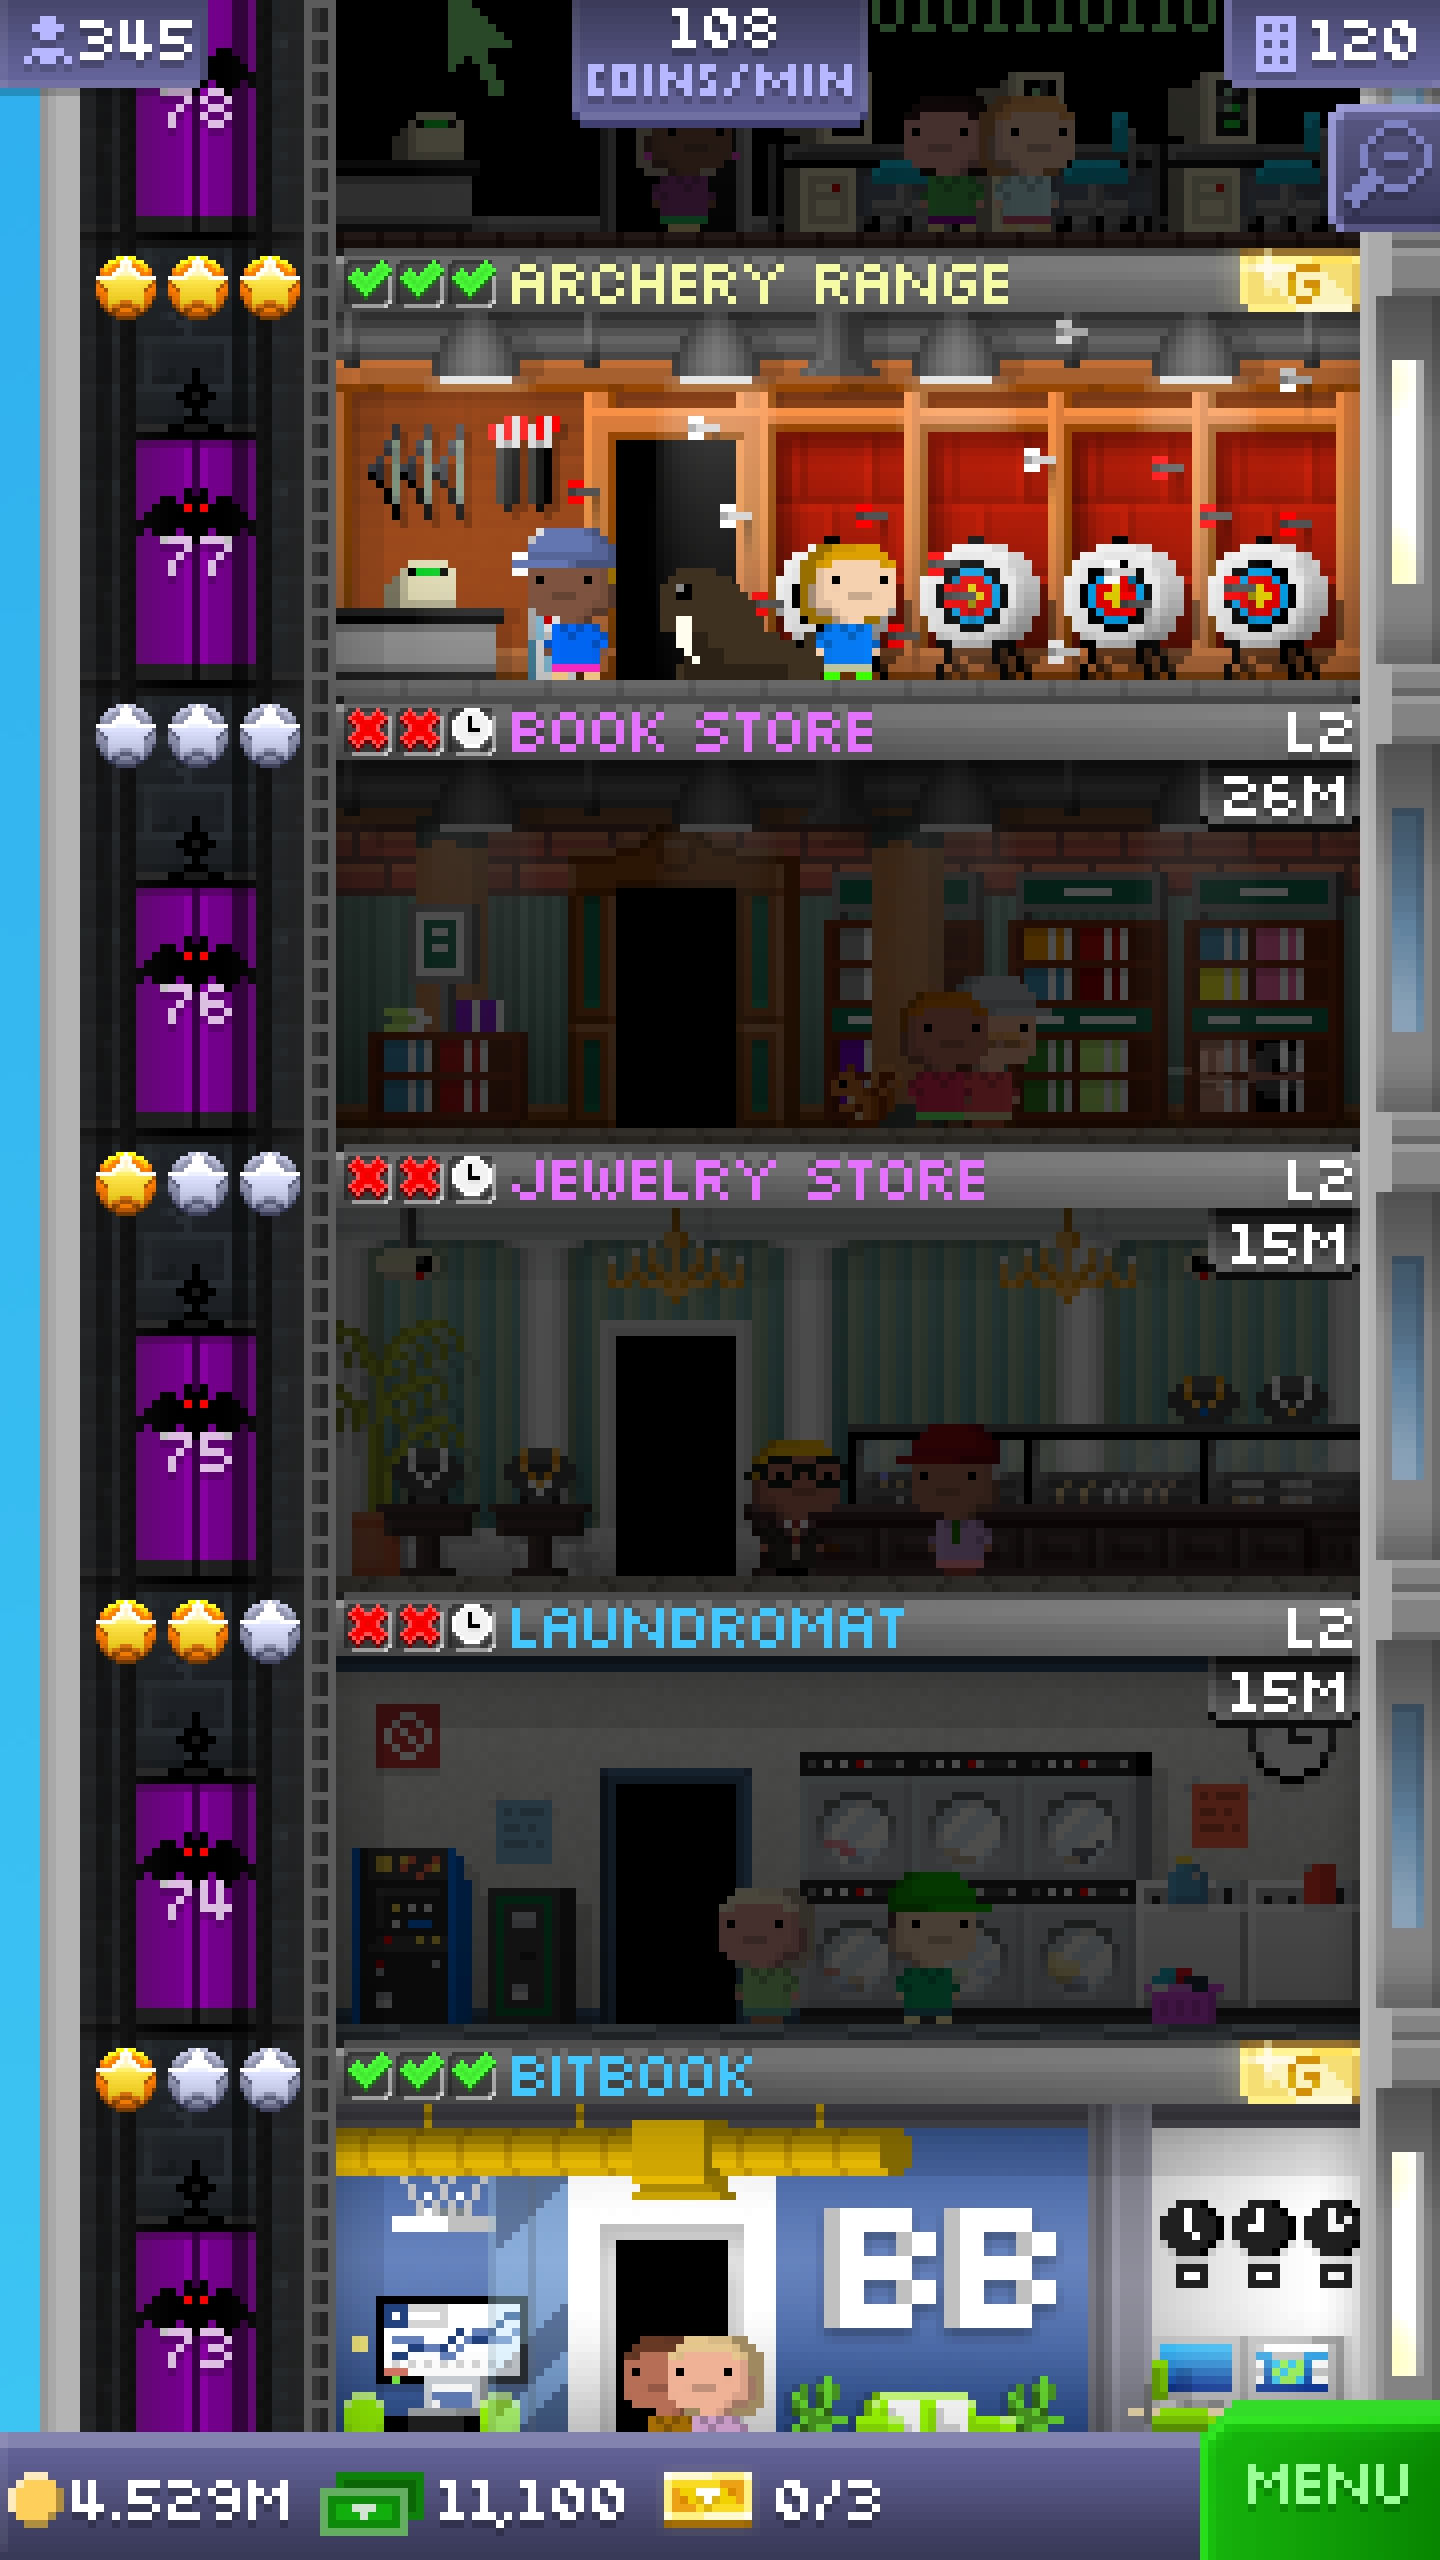 345
108
COINS/MIN
0101110110
120
78
ARCHERY RANGE
G
77
BOOK STORE
L2
26M
76
JEWELRY STORE
L2
15M
75
LAUNDROMAT
L2
15M
74
BITBOOK
G
BB
73
4.529M
11,100
0/3
MENU